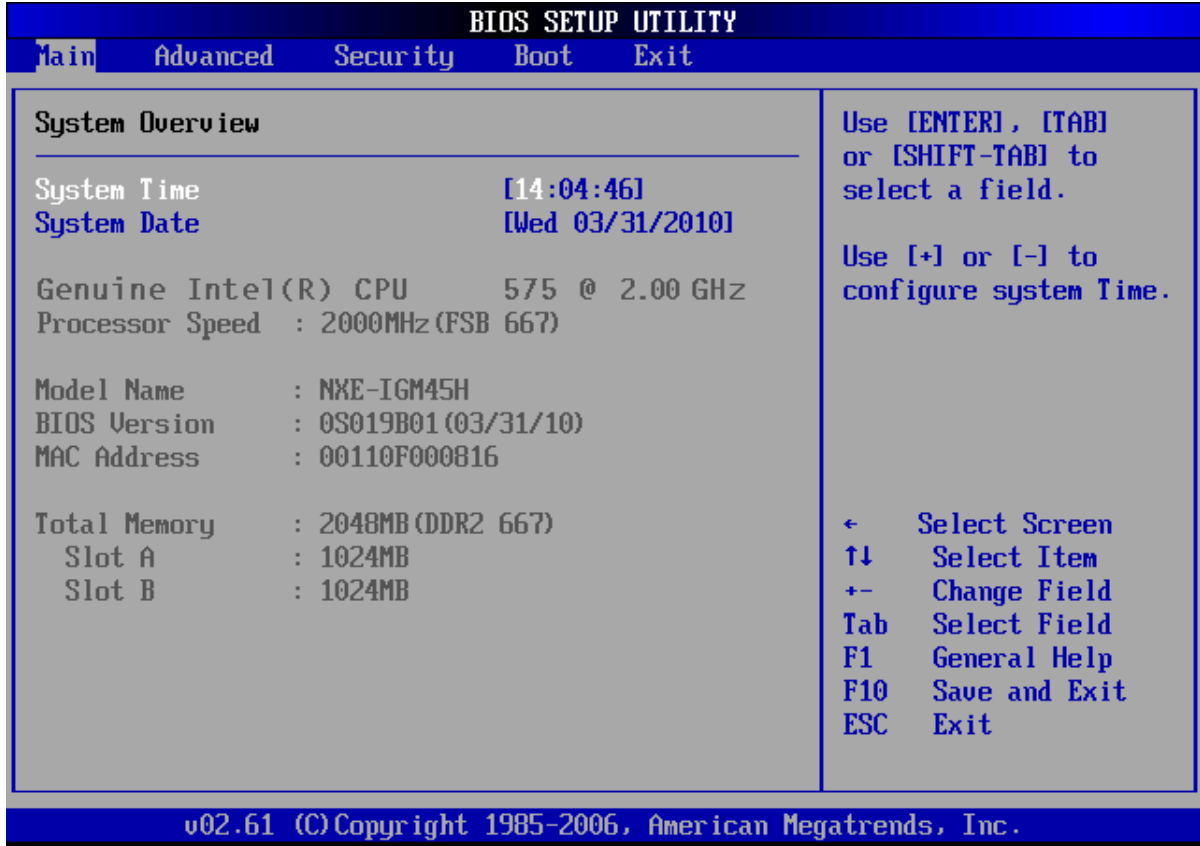 BIOS SETUP UTILITY
Main Advanced Security Boot Exit
System Overview
System Time [14:04:46]
System Date [Wed 03/31/2010]
Genuine Intel(R) CPU 575 @ 2.00 GHz
Processor Speed : 2000MHz(FSB 667)
Model Name : NXE-IGM45H
BIOS Version : 0S019B01(03/31/10)
MAC Address : 00110F000816
Total Memory : 2048MB(DDR2 667)
Slot A : 1024MB
Slot B : 1024MB
Use [ENTER], [TAB]
or [SHIFT-TAB] to
select a field.
Use [+] or [-] to
configure system Time.
← Select Screen
↑↓ Select Item
+- Change Field
Tab Select Field
F1 General Help
F10 Save and Exit
ESC Exit
v02.61 (C)Copyright 1985-2006, American Megatrends, Inc.